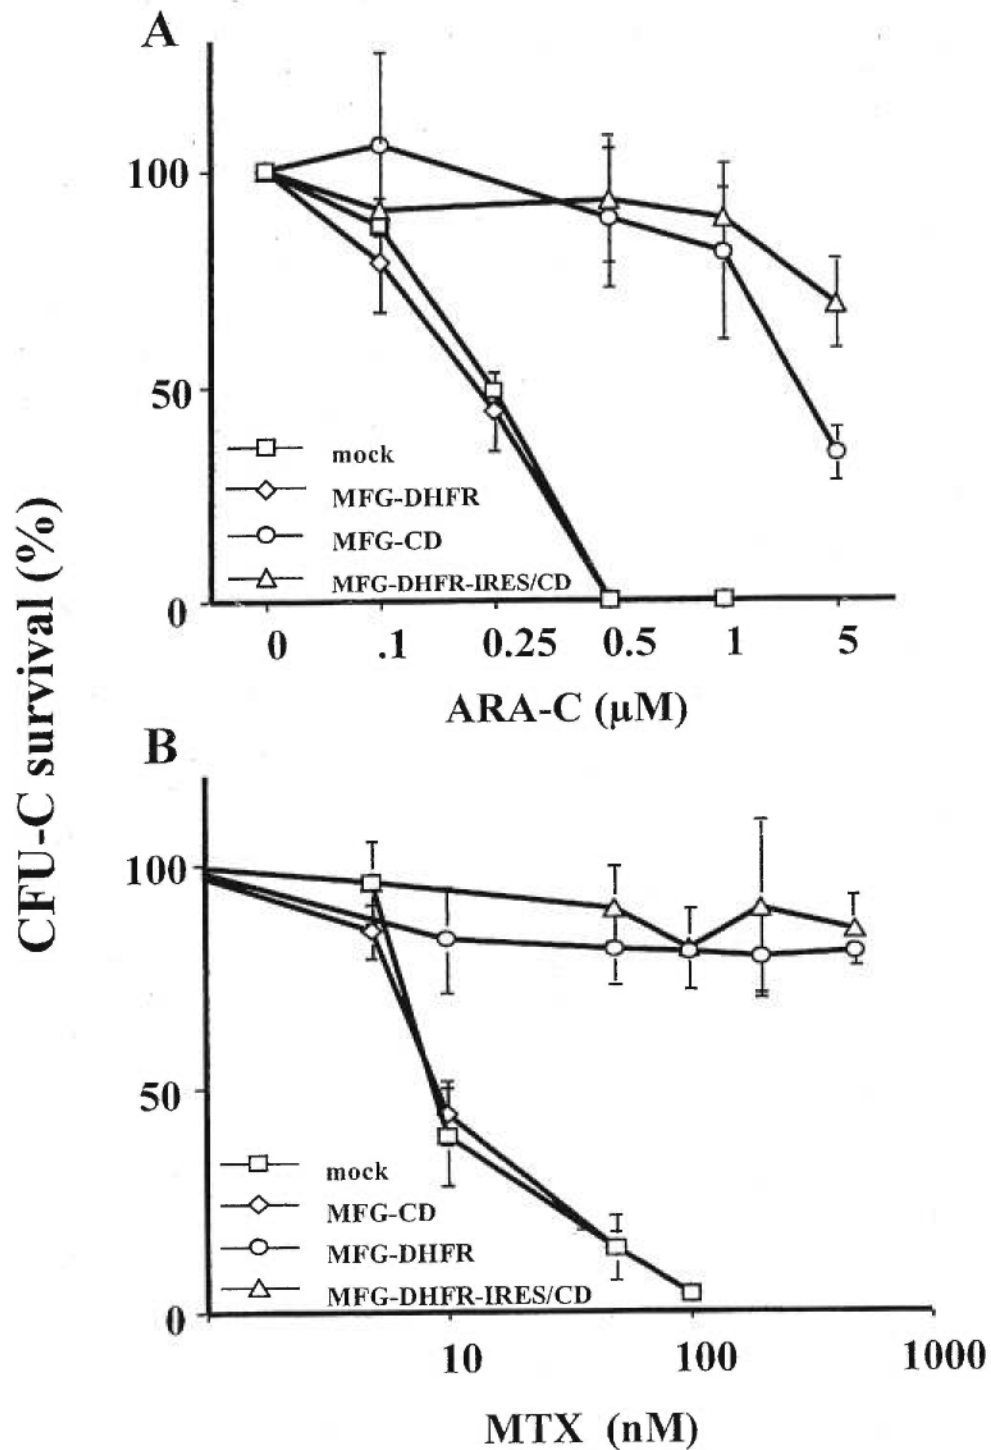 A
100
50
0
mock
MFG-DHFR
MFG-CD
MFG-DHFR-IRES/CD
0 .1 0.25 0.5 1 5
ARA-C (μM)
CFU-C survival (%)
B
100
50
0
mock
MFG-CD
MFG-DHFR
MFG-DHFR-IRES/CD
10 100 1000
MTX (nM)